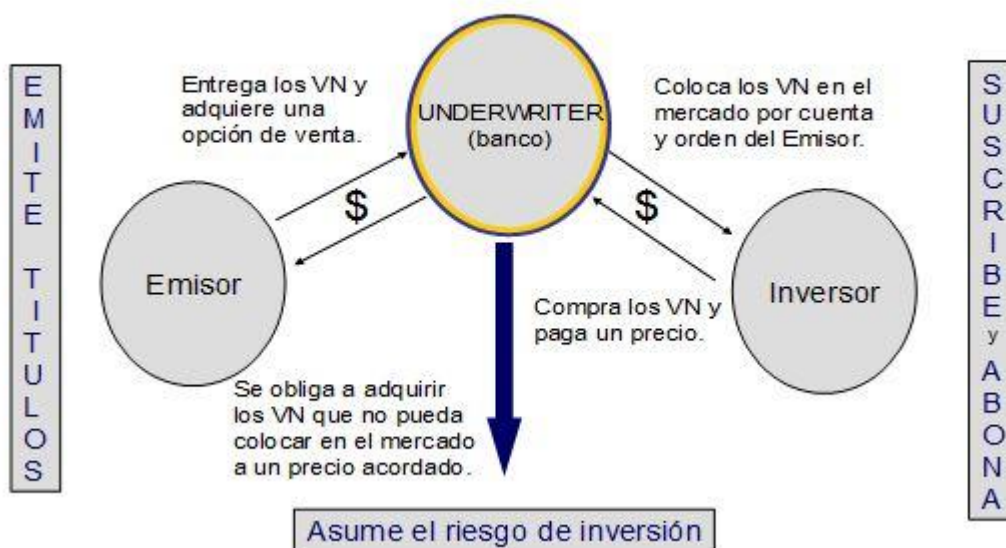 EMITE TITULOS
Entrega los VN y
adquiere una
opción de venta.
UNDERWRITER
(banco)
Coloca los VN en el
mercado por cuenta
y orden del Emisor.
$
$
Emisor
Inversor
Compra los VN y
paga un precio.
Se obliga a adquirir
los VN que no pueda
colocar en el mercado
a un precio acordado.
SUSCRIBE y ABONA
Asume el riesgo de inversión